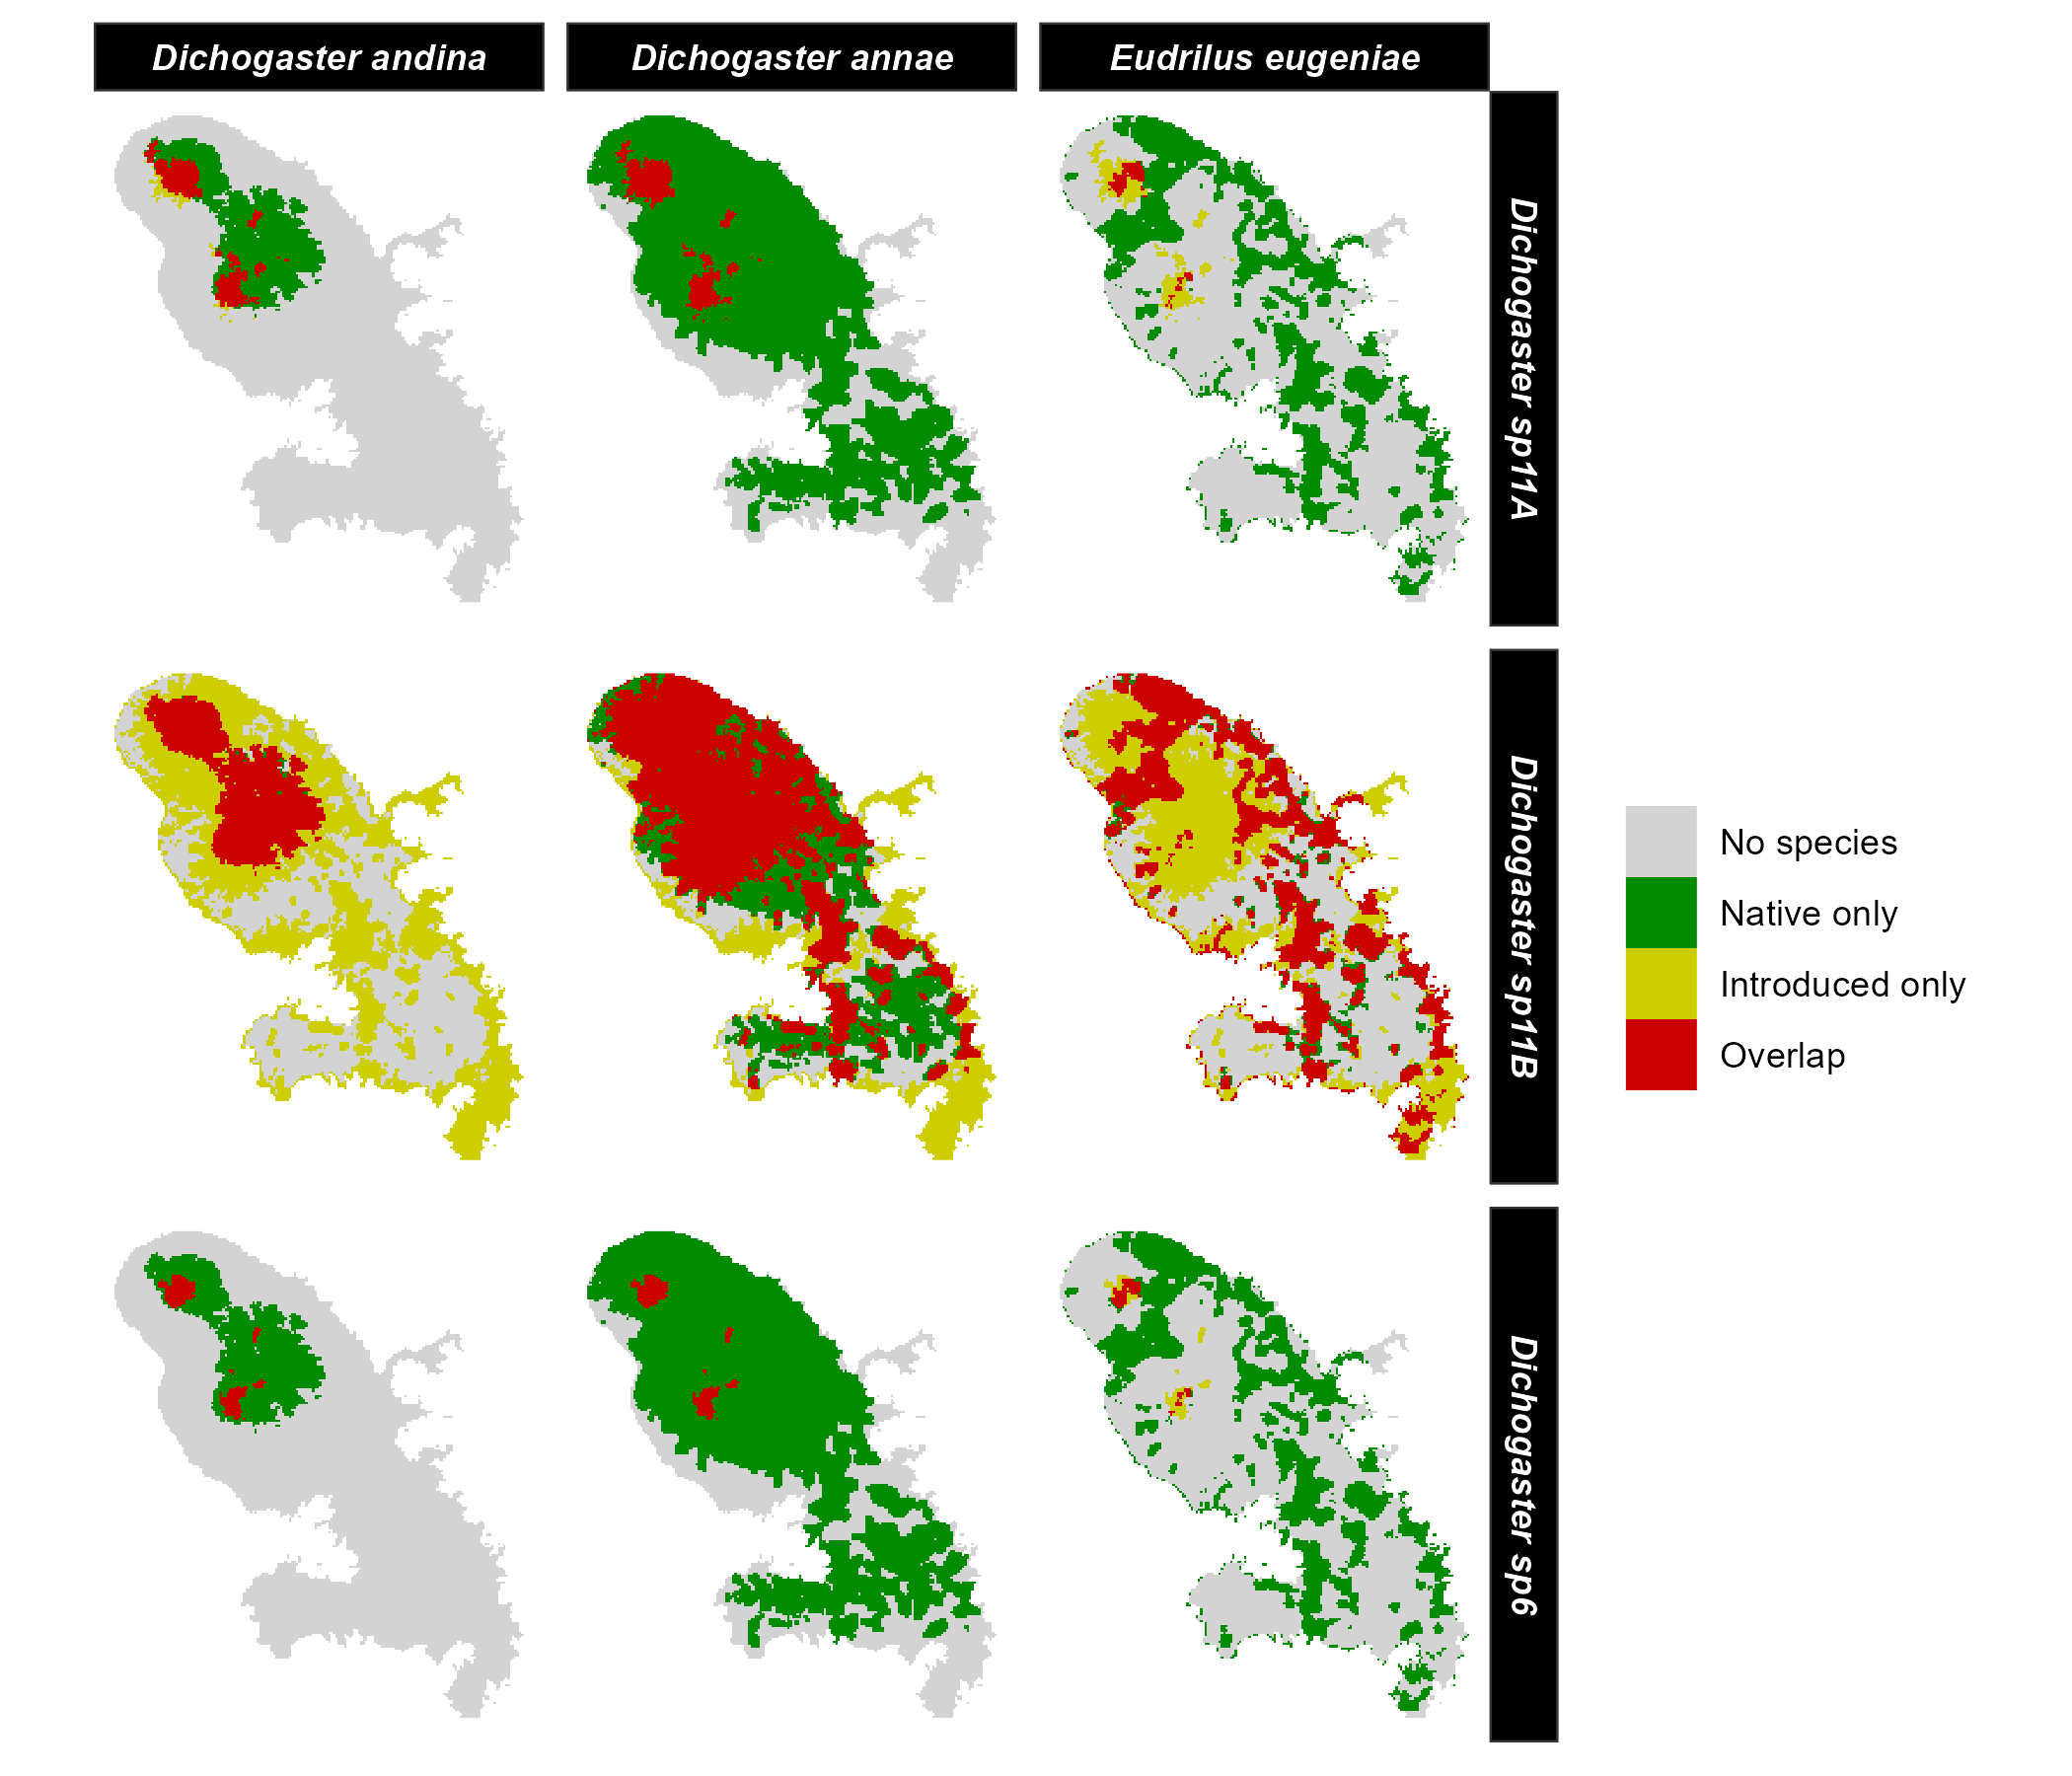 Dichogaster andina
Dichogaster annae
Eudrilus eugeniae
Dichogaster sp11A
Dichogaster sp11B
Dichogaster sp6
No species
Native only
Introduced only
Overlap